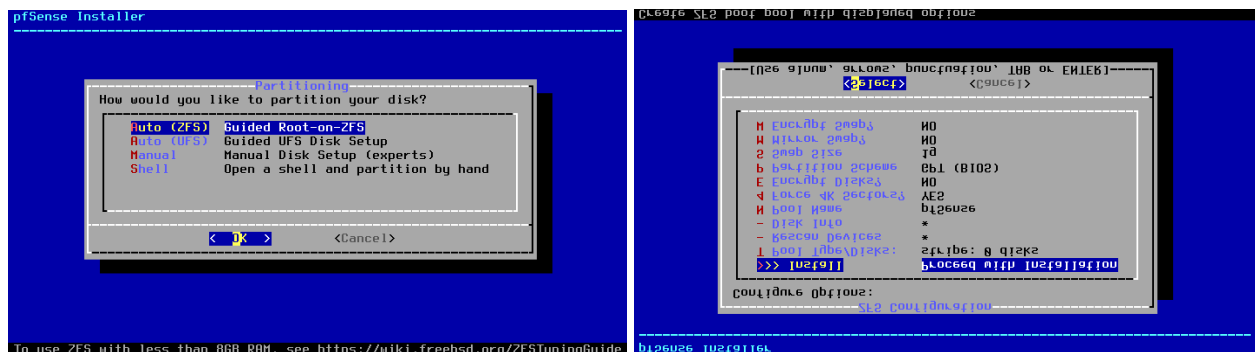 pfSense Installer
Partitioning
How would you like to partition your disk?
Auto (ZFS) Guided Root-on-ZFS
Auto (UFS) Guided UFS Disk Setup
Manual Manual Disk Setup (experts)
Shell Open a shell and partition by hand
< OK > <Cancel>
To use ZFS with less than 8GB RAM, see https://wiki.freebsd.org/ZFSTuningGuide
pfSense Installer
ZFS Configuration
Configure Options:
>>> Install Proceed with Installation
T Pool Type/Disks: stripe: 0 disks
- Rescan Devices *
- Disk Info *
N Pool Name pfSense
4 Force 4K Sectors? YES
E Encrypt Disks? NO
P Partition Scheme GPT (BIOS)
S Swap Size 1g
M Mirror Swap? NO
W Encrypt Swap? NO
<Select> <Cancel>
[Use alnum, arrows, punctuation, TAB or ENTER]
Create ZFS boot pool with displayed options